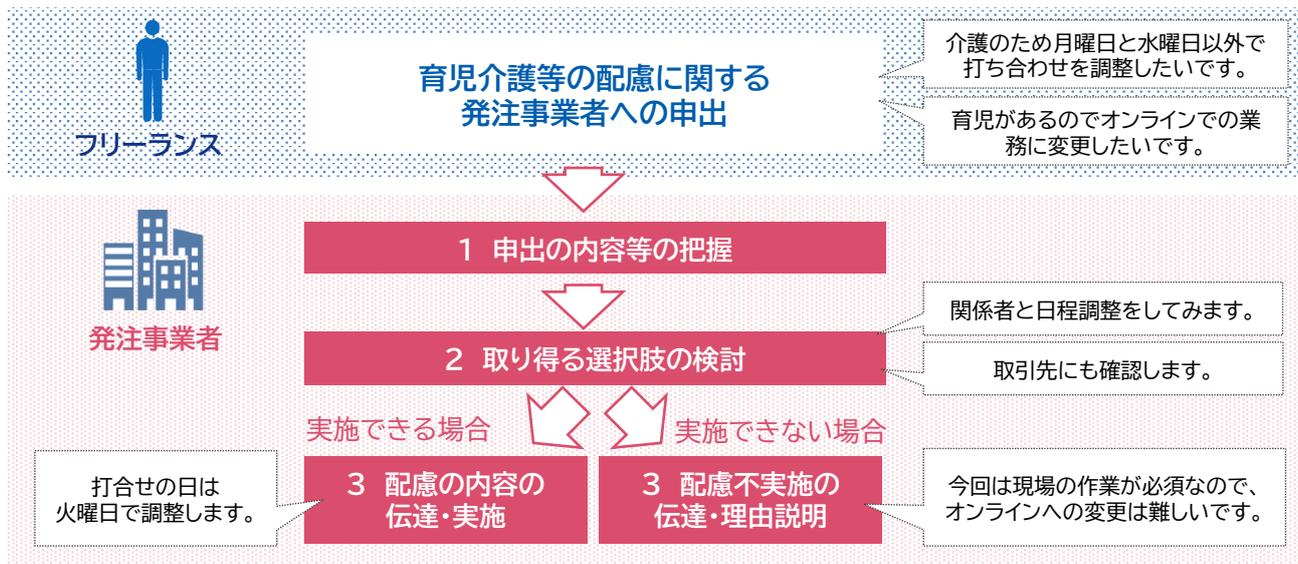 フリーランス
育児介護等の配慮に関する
発注事業者への申出
介護のため月曜日と水曜日以外で
打ち合わせを調整したいです。
育児があるのでオンラインでの業
務に変更したいです。
発注事業者
1 申出の内容等の把握
2 取り得る選択肢の検討
関係者と日程調整をしてみます。
取引先にも確認します。
実施できる場合
実施できない場合
打合せの日は
火曜日で調整します。
3 配慮の内容の
伝達・実施
3 配慮不実施の
伝達・理由説明
今回は現場の作業が必須なので、
オンラインへの変更は難しいです。